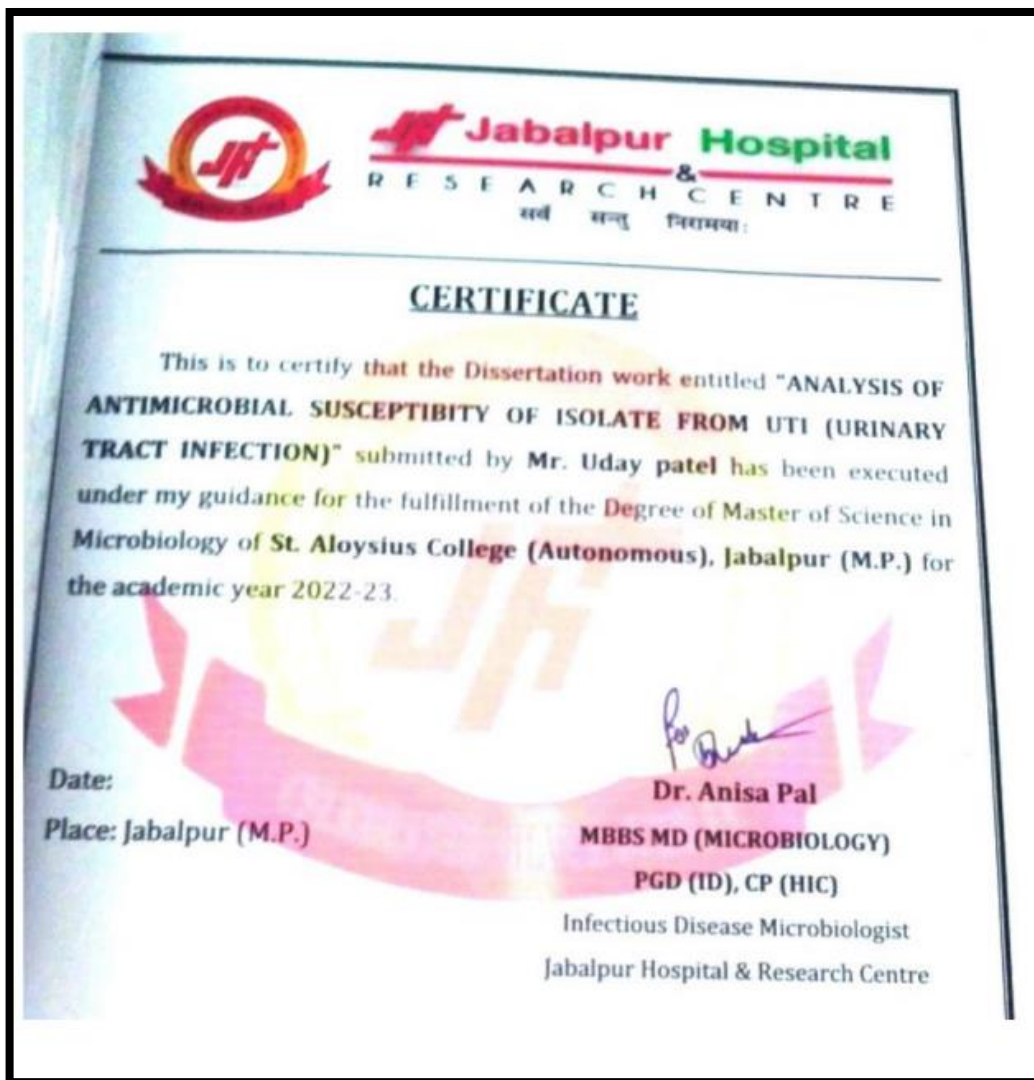 JH
Jabalpur Hospital
&
RESEARCH CENTRE
सर्वे सन्तु निरामयाः
CERTIFICATE
This is to certify that the Dissertation work entitled "ANALYSIS OF
ANTIMICROBIAL SUSCEPTIBITY OF ISOLATE FROM UTI (URINARY
TRACT INFECTION)" submitted by Mr. Uday patel has been executed
under my guidance for the fulfillment of the Degree of Master of Science in
Microbiology of St. Aloysius College (Autonomous), Jabalpur (M.P.) for
the academic year 2022-23.
for
Date:
Dr. Anisa Pal
Place: Jabalpur (M.P.)
MBBS MD (MICROBIOLOGY)
PGD (ID), CP (HIC)
Infectious Disease Microbiologist
Jabalpur Hospital & Research Centre